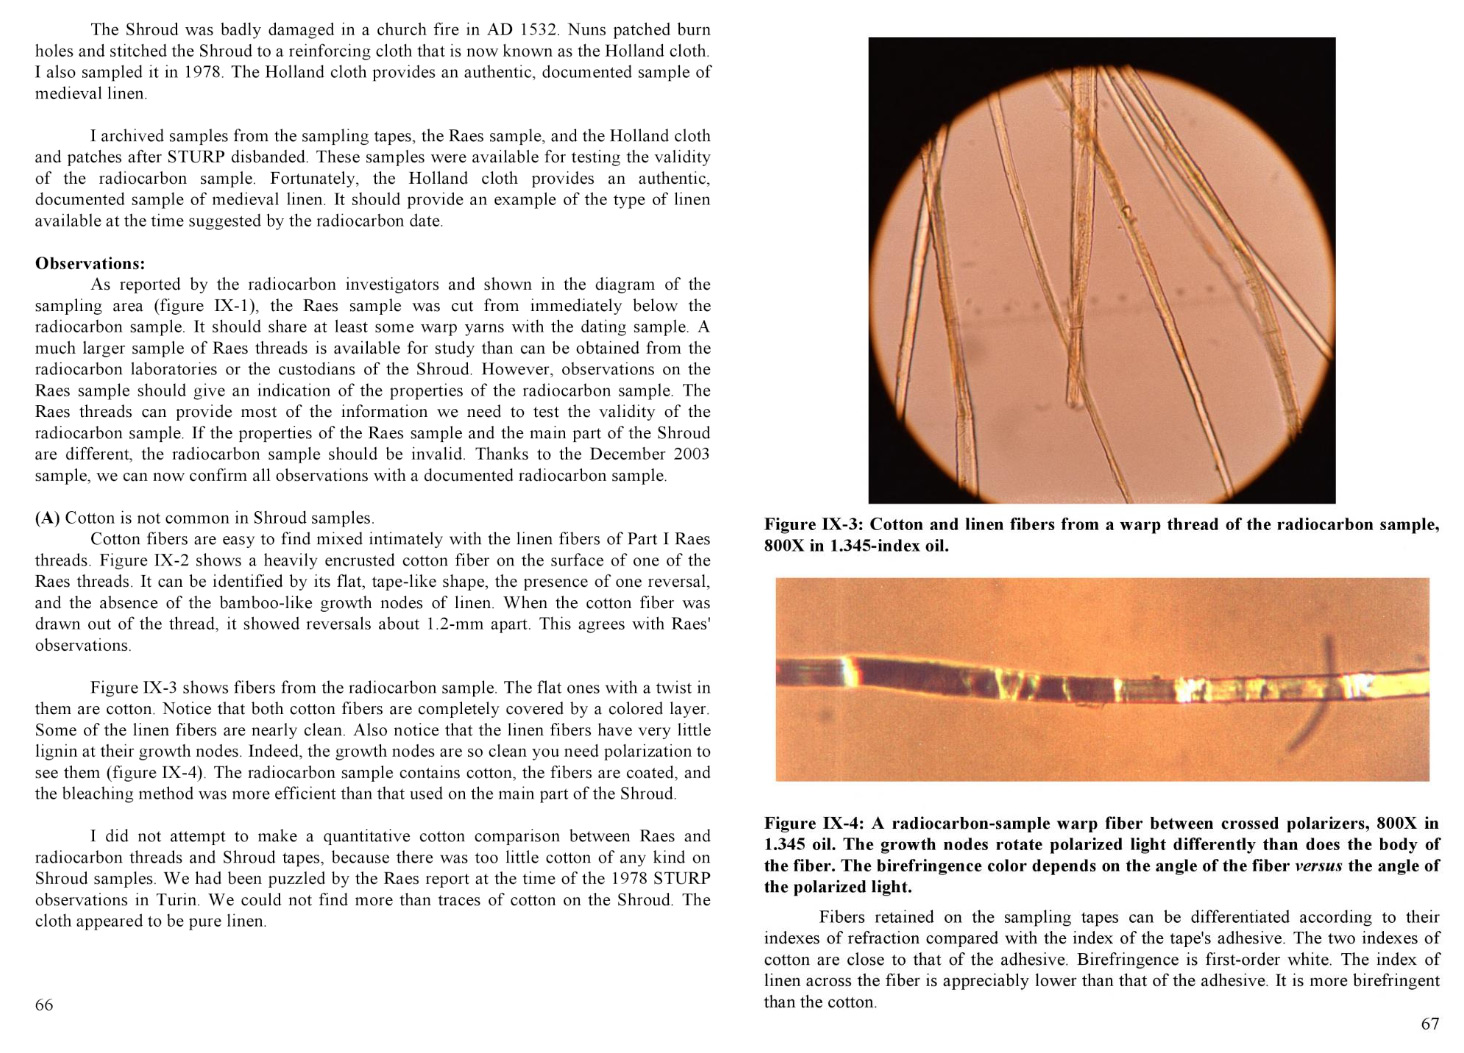 The Shroud was badly damaged in a church fire in AD 1532. Nuns patched burn
holes and stitched the Shroud to a reinforcing cloth that is now known as the Holland cloth.
I also sampled it in 1978. The Holland cloth provides an authentic, documented sample of
medieval linen.
I archived samples from the sampling tapes, the Raes sample, and the Holland cloth
and patches after STURP disbanded. These samples were available for testing the validity
of the radiocarbon sample. Fortunately, the Holland cloth provides an authentic,
documented sample of medieval linen. It should provide an example of the type of linen
available at the time suggested by the radiocarbon date.
Observations:
As reported by the radiocarbon investigators and shown in the diagram of the
sampling area (figure IX-1), the Raes sample was cut from immediately below the
radiocarbon sample. It should share at least some warp yarns with the dating sample. A
much larger sample of Raes threads is available for study than can be obtained from the
radiocarbon laboratories or the custodians of the Shroud. However, observations on the
Raes sample should give an indication of the properties of the radiocarbon sample. The
Raes threads can provide most of the information we need to test the validity of the
radiocarbon sample. If the properties of the Raes sample and the main part of the Shroud
are different, the radiocarbon sample should be invalid. Thanks to the December 2003
sample, we can now confirm all observations with a documented radiocarbon sample.
(A) Cotton is not common in Shroud samples.
Cotton fibers are easy to find mixed intimately with the linen fibers of Part I Raes
threads. Figure IX-2 shows a heavily encrusted cotton fiber on the surface of one of the
Raes threads. It can be identified by its flat, tape-like shape, the presence of one reversal,
and the absence of the bamboo-like growth nodes of linen. When the cotton fiber was
drawn out of the thread, it showed reversals about 1.2-mm apart. This agrees with Raes'
observations.
Figure IX-3 shows fibers from the radiocarbon sample. The flat ones with a twist in
them are cotton. Notice that both cotton fibers are completely covered by a colored layer.
Some of the linen fibers are nearly clean. Also notice that the linen fibers have very little
lignin at their growth nodes. Indeed, the growth nodes are so clean you need polarization to
see them (figure IX-4). The radiocarbon sample contains cotton, the fibers are coated, and
the bleaching method was more efficient than that used on the main part of the Shroud.
I did not attempt to make a quantitative cotton comparison between Raes and
radiocarbon threads and Shroud tapes, because there was too little cotton of any kind on
Shroud samples. We had been puzzled by the Raes report at the time of the 1978 STURP
observations in Turin. We could not find more than traces of cotton on the Shroud. The
cloth appeared to be pure linen.
66
Figure IX-3: Cotton and linen fibers from a warp thread of the radiocarbon sample,
800X in 1.345-index oil.
Figure IX-4: A radiocarbon-sample warp fiber between crossed polarizers, 800X in
1.345 oil. The growth nodes rotate polarized light differently than does the body of
the fiber. The birefringence color depends on the angle of the fiber versus the angle of
the polarized light.
Fibers retained on the sampling tapes can be differentiated according to their
indexes of refraction compared with the index of the tape's adhesive. The two indexes of
cotton are close to that of the adhesive. Birefringence is first-order white. The index of
linen across the fiber is appreciably lower than that of the adhesive. It is more birefringent
than the cotton.
67